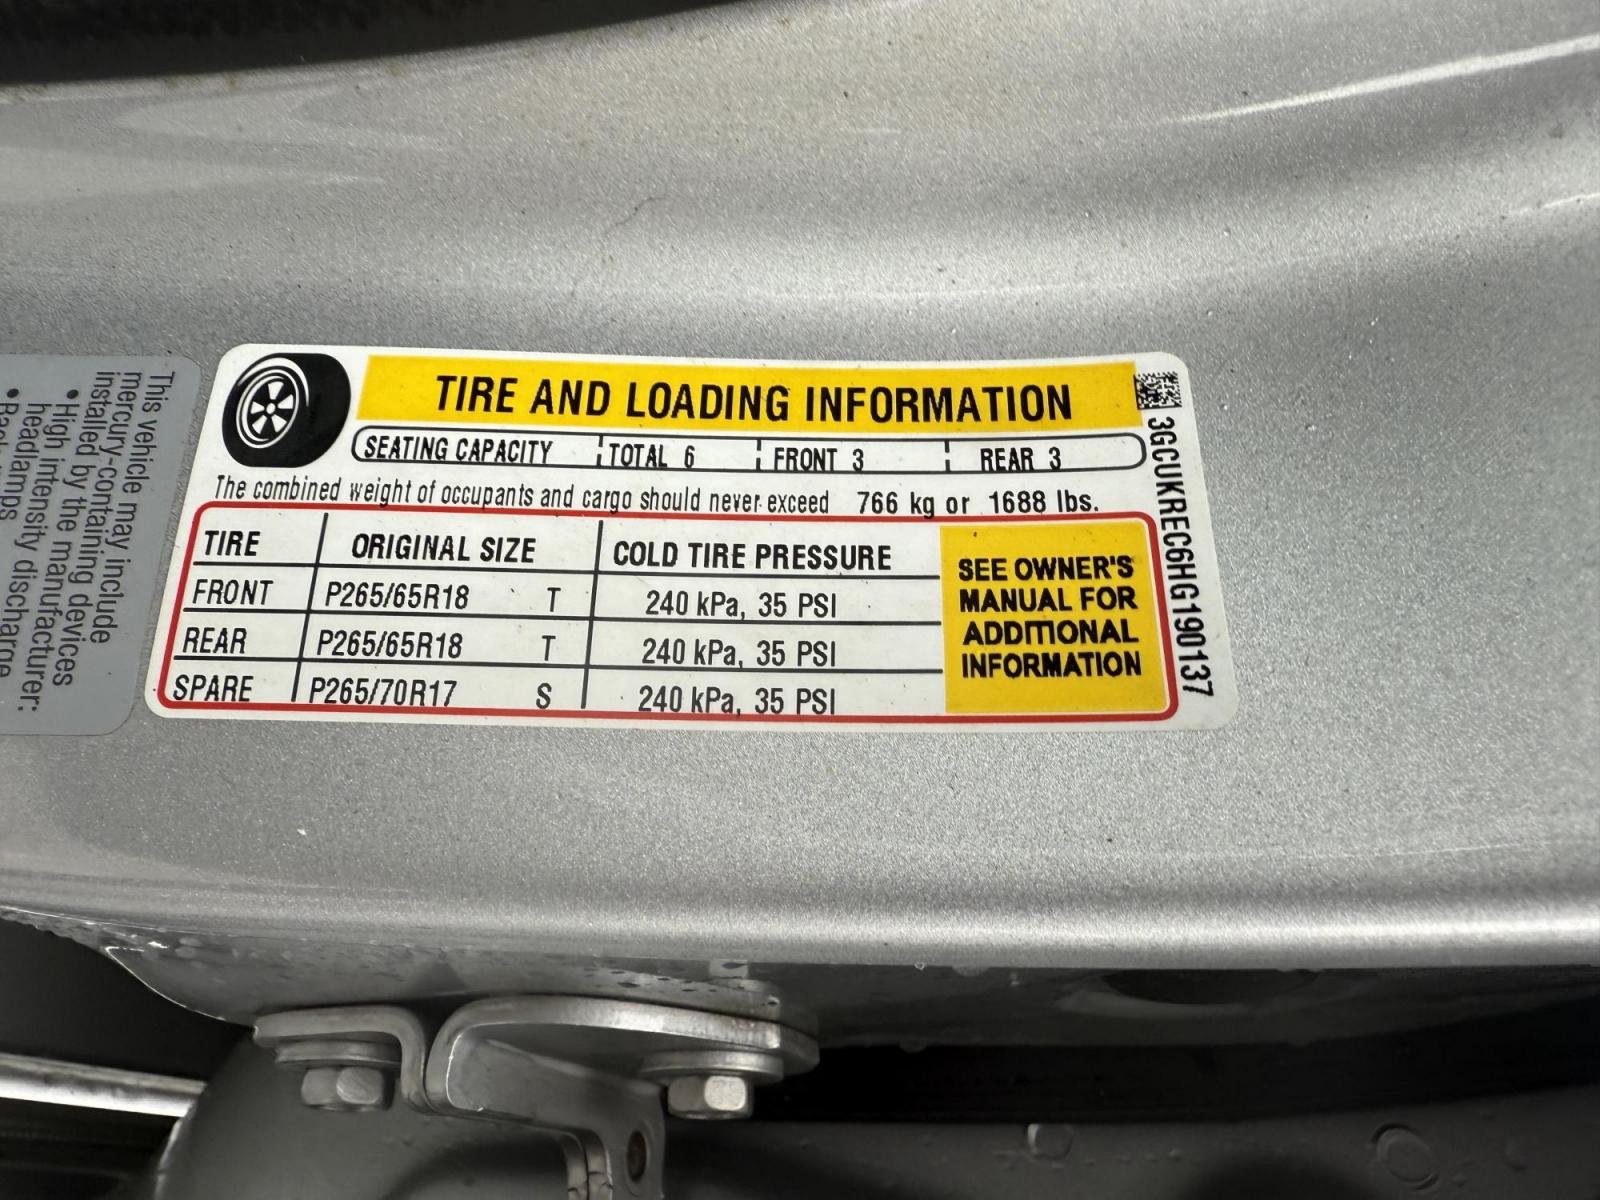 This vehicle may include
mercury-containing devices
installed by the manufacturer:
• High intensity discharge
headlamps
TIRE AND LOADING INFORMATION
SEATING CAPACITY TOTAL 6 FRONT 3 REAR 3
The combined weight of occupants and cargo should never exceed 766 kg or 1688 lbs.
TIRE ORIGINAL SIZE COLD TIRE PRESSURE
FRONT P265/65R18 T 240 kPa, 35 PSI
REAR P265/65R18 T 240 kPa, 35 PSI
SPARE P265/70R17 S 240 kPa, 35 PSI
SEE OWNER'S
MANUAL FOR
ADDITIONAL
INFORMATION
3GCUKREC6HG190137